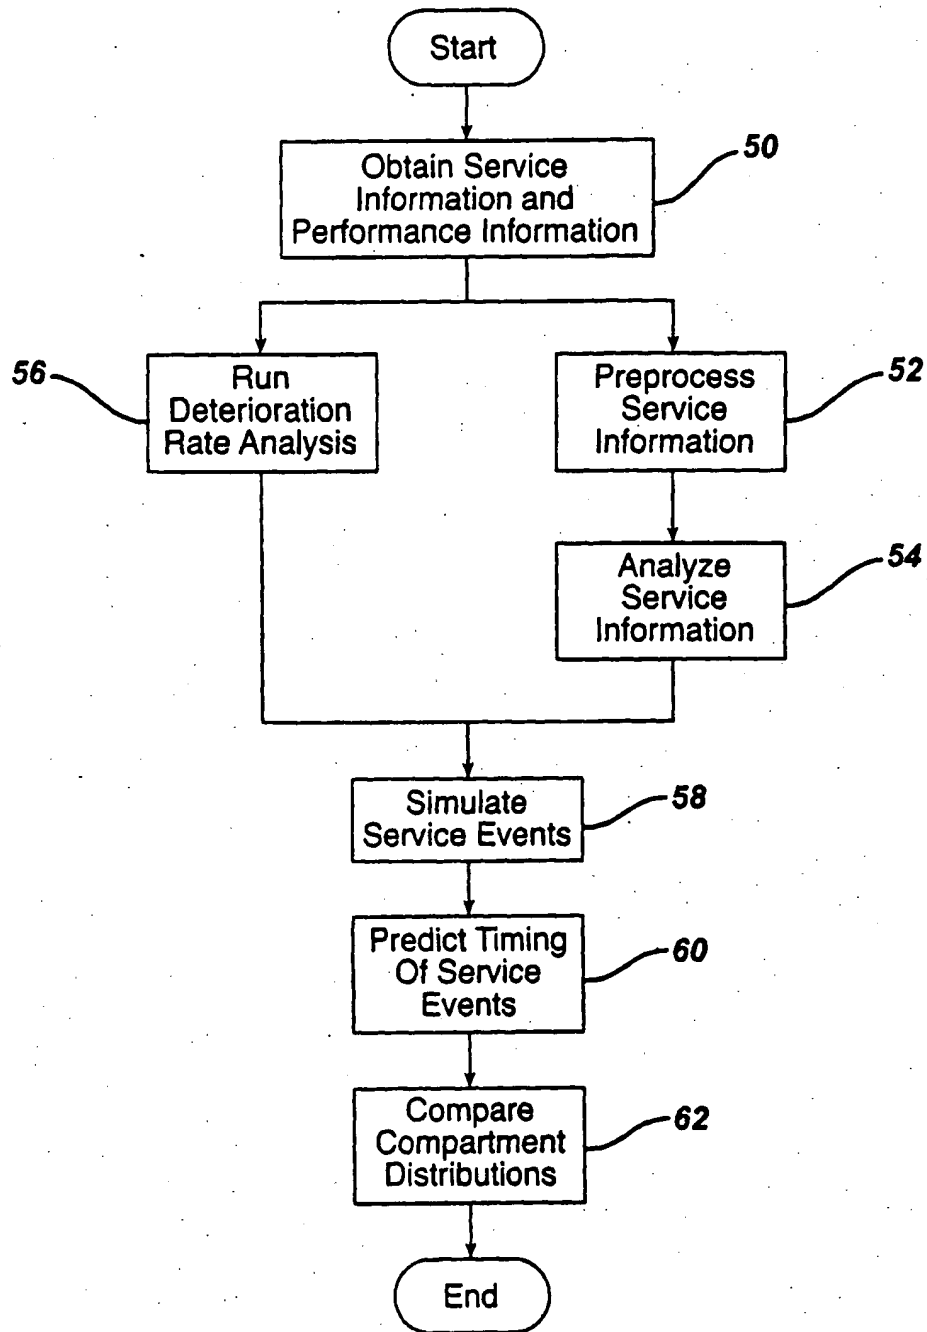 Start
Obtain Service
Information and
Performance Information
50
56
Run
Deterioration
Rate Analysis
Preprocess
Service
Information
52
Analyze
Service
Information
54
Simulate
Service Events
58
Predict Timing
Of Service
Events
60
Compare
Compartment
Distributions
62
End